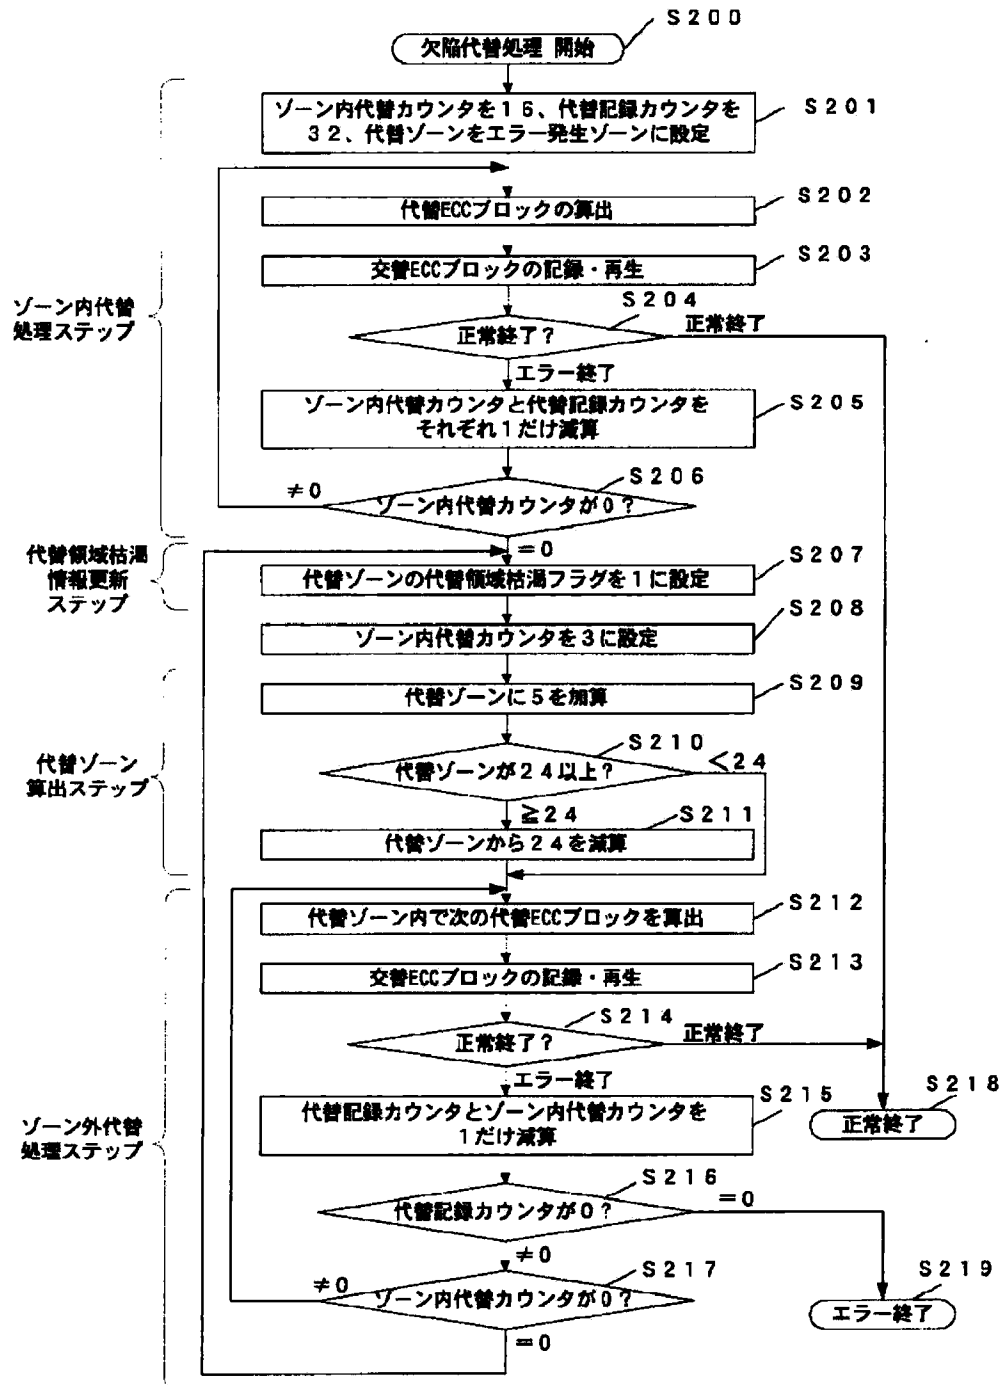 S200
欠陥代替処理 開始
S201
ゾーン内代替カウンタを16、代替記録カウンタを
32、代替ゾーンをエラー発生ゾーンに設定
S202
代替ECCブロックの算出
S203
交替ECCブロックの記録・再生
ゾーン内代替
処理ステップ
S204
正常終了？
正常終了
エラー終了
S205
ゾーン内代替カウンタと代替記録カウンタを
それぞれ1だけ減算
S206
≠0
ゾーン内代替カウンタが0？
=0
代替領域枯渇
情報更新
ステップ
S207
代替ゾーンの代替領域枯渇フラグを1に設定
S208
ゾーン内代替カウンタを3に設定
S209
代替ゾーンに5を加算
代替ゾーン
算出ステップ
S210
代替ゾーンが24以上？
<24
≧24
S211
代替ゾーンから24を減算
S212
代替ゾーン内で次の代替ECCブロックを算出
S213
交替ECCブロックの記録・再生
S214
正常終了？
正常終了
エラー終了
S215
代替記録カウンタとゾーン内代替カウンタを
1だけ減算
S218
正常終了
ゾーン外代替
処理ステップ
S216
代替記録カウンタが0？
=0
≠0
S217
≠0
ゾーン内代替カウンタが0？
=0
S219
エラー終了